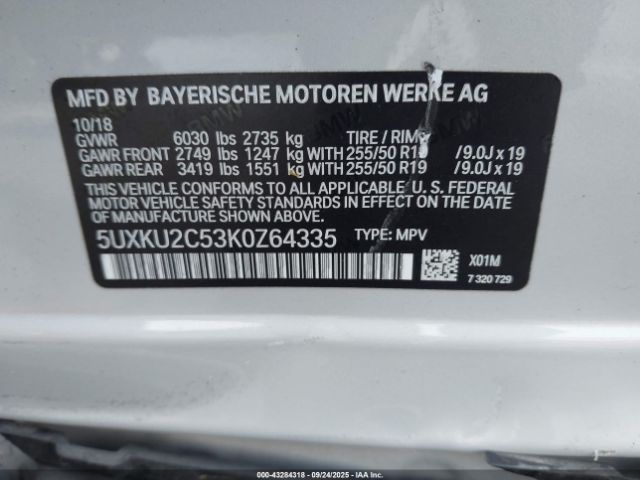 MFD BY BAYERISCHE MOTOREN WERKE AG
10/18
GVWR 6030 lbs 2735 kg TIRE / RIMS
GAWR FRONT 2749 lbs 1247 kg WITH 255/50 R19 /9.0J x 19
GAWR REAR 3419 lbs 1551 kg WITH 255/50 R19 /9.0J x 19
THIS VEHICLE CONFORMS TO ALL APPLICABLE U. S. FEDERAL
MOTOR VEHICLE SAFETY STANDARDS IN EFFECT ON THE
DATE OF MANUFACTURE SHOWN ABOVE.
5UXKU2C53K0Z64335 TYPE: MPV
X01M
7 320 729
000-43284318 - 09/24/2025 - IAAI.CA